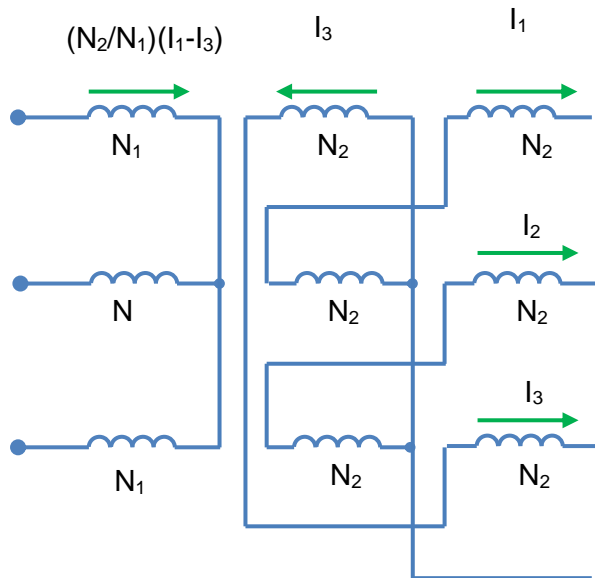 (N₂/N₁)(I₁-I₃)
I₃
I₁
N₁
N₂
N₂
I₂
N
N₂
N₂
I₃
N₁
N₂
N₂